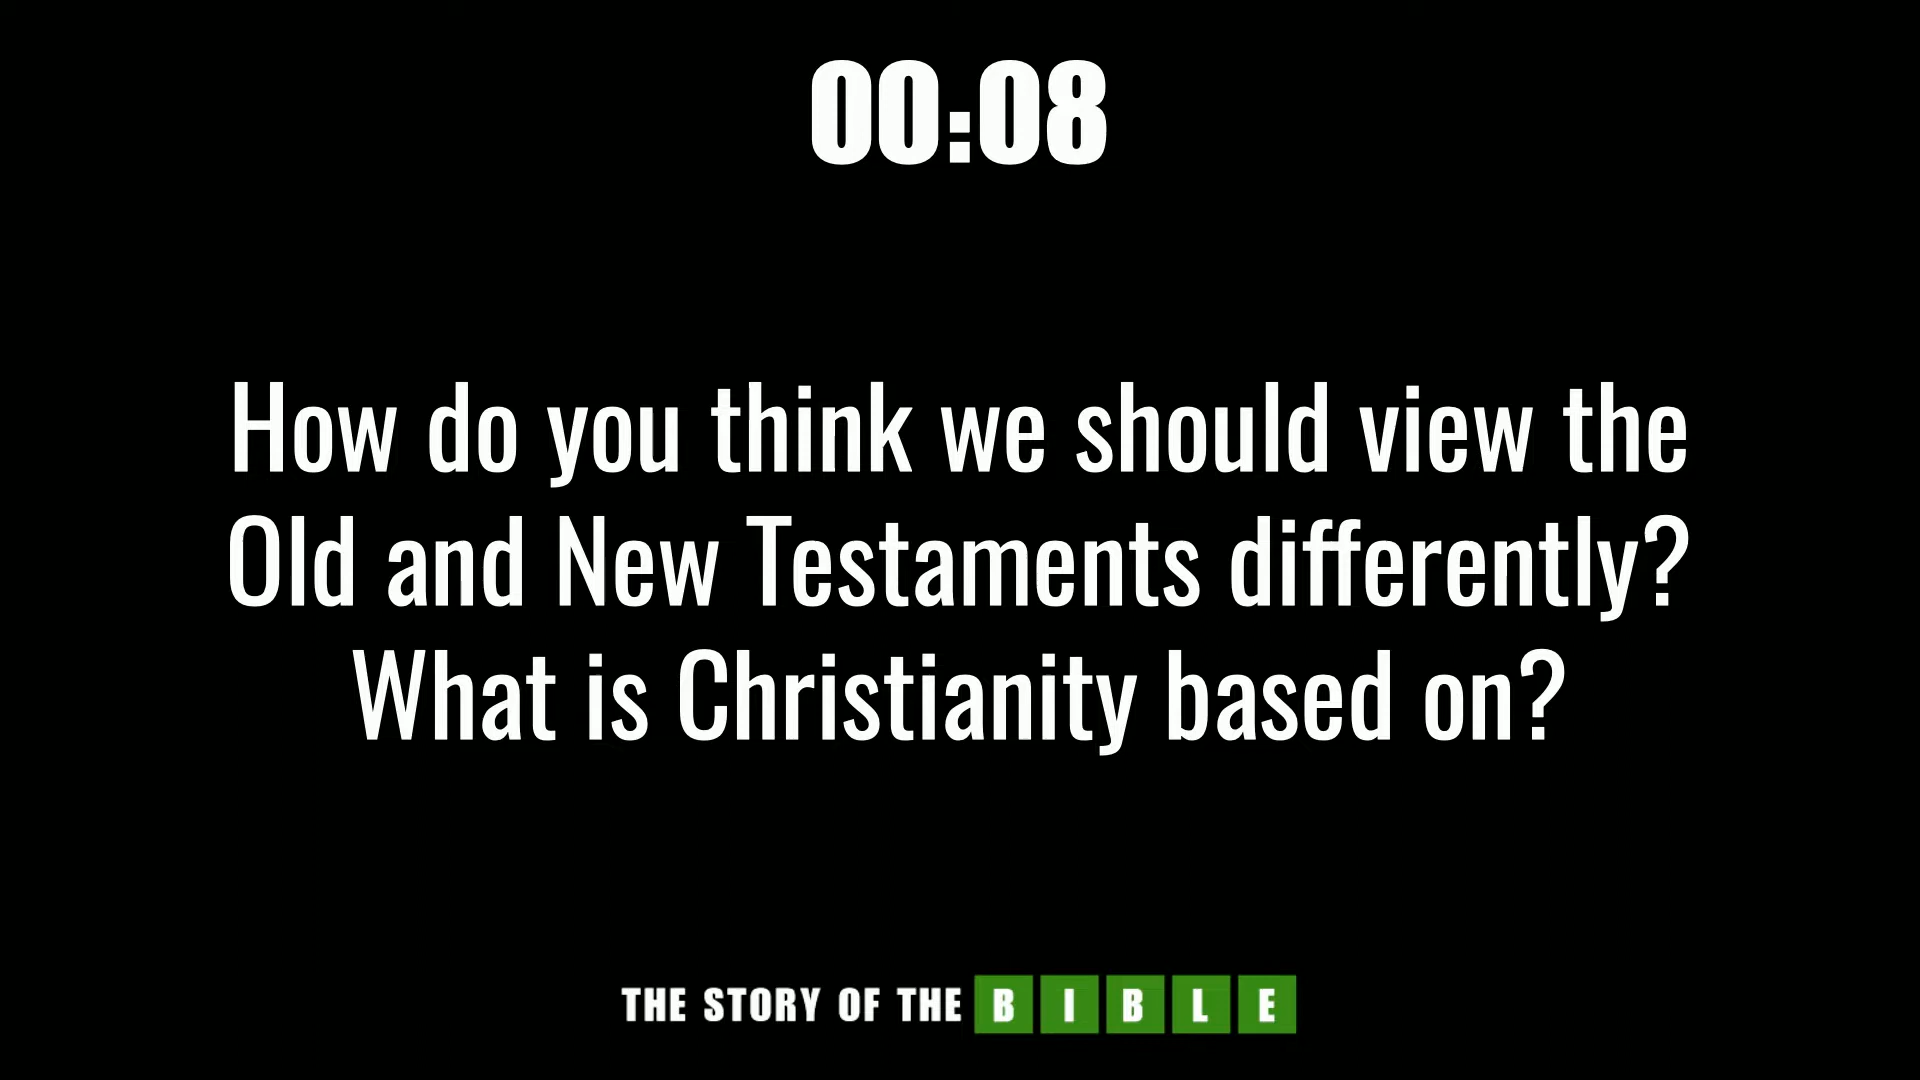 00:08
How do you think we should view the
Old and New Testaments differently?
What is Christianity based on?
THE STORY OF THE BIBLE